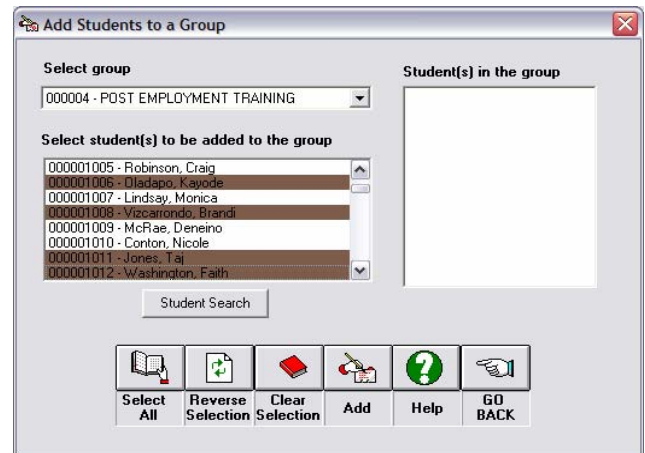 Add Students to a Group
Select group
000004 - POST EMPLOYMENT TRAINING
Student(s) in the group
Select student(s) to be added to the group
000001005 - Robinson, Craig
000001006 - Oladapo, Kayode
000001007 - Lindsay, Monica
000001008 - Vizcarrondo, Brandi
000001009 - McRae, Deneino
000001010 - Conton, Nicole
000001011 - Jones, Taj
000001012 - Washington, Faith
Student Search
Select All
Reverse Selection
Clear Selection
Add
Help
GO BACK